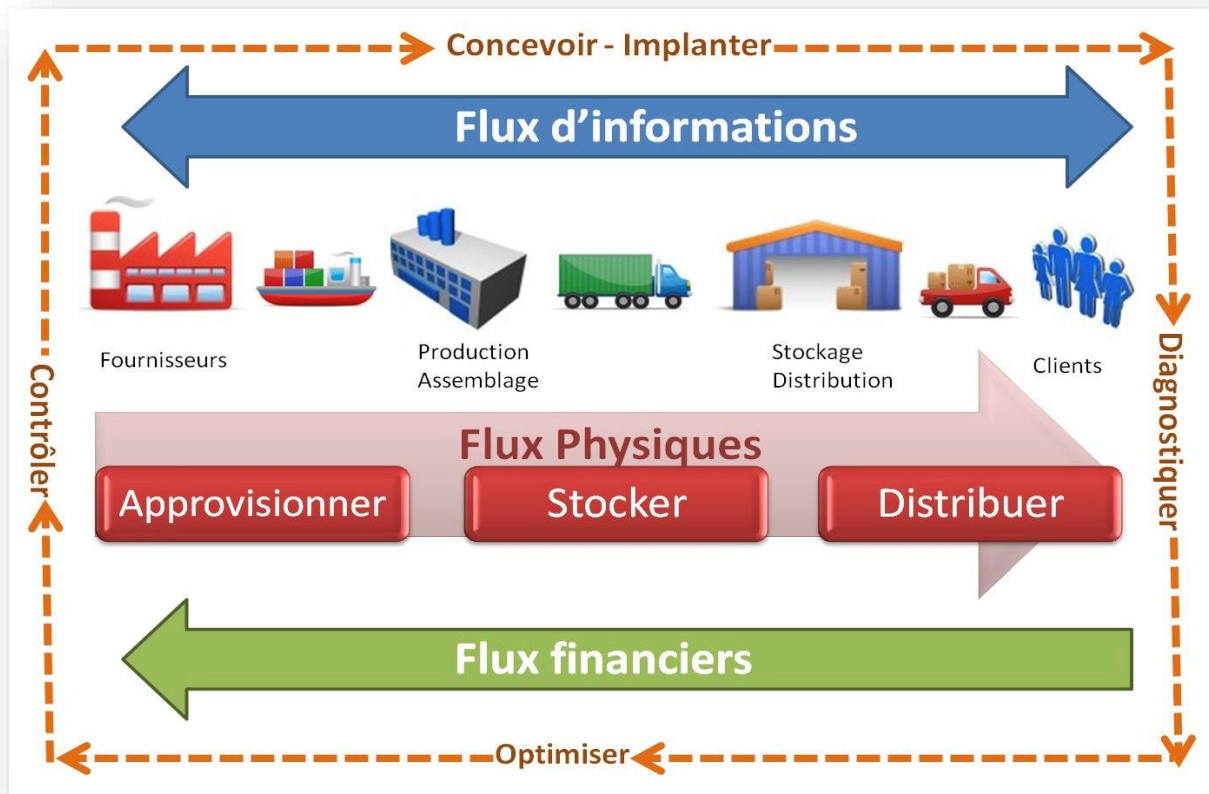 Concevoir - Implanter
Flux d’informations
Fournisseurs
Production
Assemblage
Stockage
Distribution
Clients
Contrôler
Diagnostiquer
Flux Physiques
Approvisionner
Stocker
Distribuer
Flux financiers
Optimiser